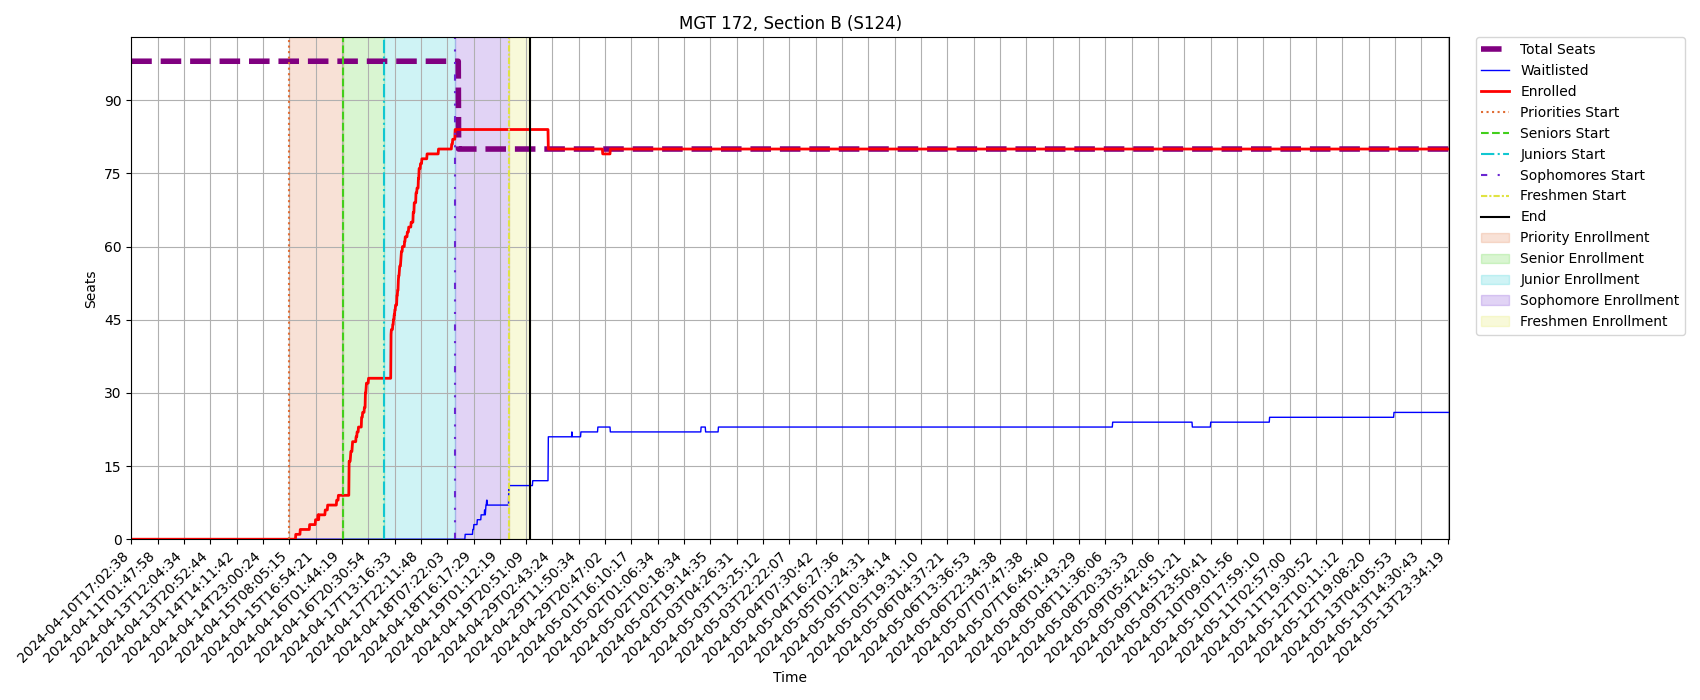 MGT 172, Section B (S124)
Total Seats
Waitlisted
Enrolled
Priorities Start
Seniors Start
Juniors Start
Sophomores Start
Freshmen Start
End
Priority Enrollment
Senior Enrollment
Junior Enrollment
Sophomore Enrollment
Freshmen Enrollment
Seats
90
75
60
45
30
15
0
2024-04-10T17:02:38
2024-04-11T01:47:58
2024-04-13T12:04:34
2024-04-13T20:52:44
2024-04-14T14:11:42
2024-04-14T23:00:24
2024-04-15T08:05:15
2024-04-15T16:54:21
2024-04-16T01:44:19
2024-04-16T20:30:54
2024-04-17T13:16:33
2024-04-17T22:11:48
2024-04-18T07:22:03
2024-04-18T16:17:29
2024-04-19T01:12:19
2024-04-19T20:51:09
2024-04-29T02:43:24
2024-04-29T11:50:34
2024-04-29T20:47:02
2024-05-01T16:10:17
2024-05-02T01:06:34
2024-05-02T10:18:34
2024-05-02T19:14:35
2024-05-03T04:26:31
2024-05-03T13:25:12
2024-05-03T22:22:07
2024-05-04T07:30:42
2024-05-04T16:27:36
2024-05-05T01:24:31
2024-05-05T10:34:14
2024-05-05T19:31:10
2024-05-06T04:37:21
2024-05-06T13:36:53
2024-05-06T22:34:38
2024-05-07T07:47:38
2024-05-07T16:45:40
2024-05-08T01:43:29
2024-05-08T11:36:06
2024-05-08T20:33:33
2024-05-09T05:42:06
2024-05-09T14:51:21
2024-05-09T23:50:41
2024-05-10T09:01:56
2024-05-10T17:59:10
2024-05-11T02:57:00
2024-05-11T19:30:52
2024-05-12T10:11:12
2024-05-12T19:08:20
2024-05-13T04:05:53
2024-05-13T14:30:43
2024-05-13T23:34:19
Time